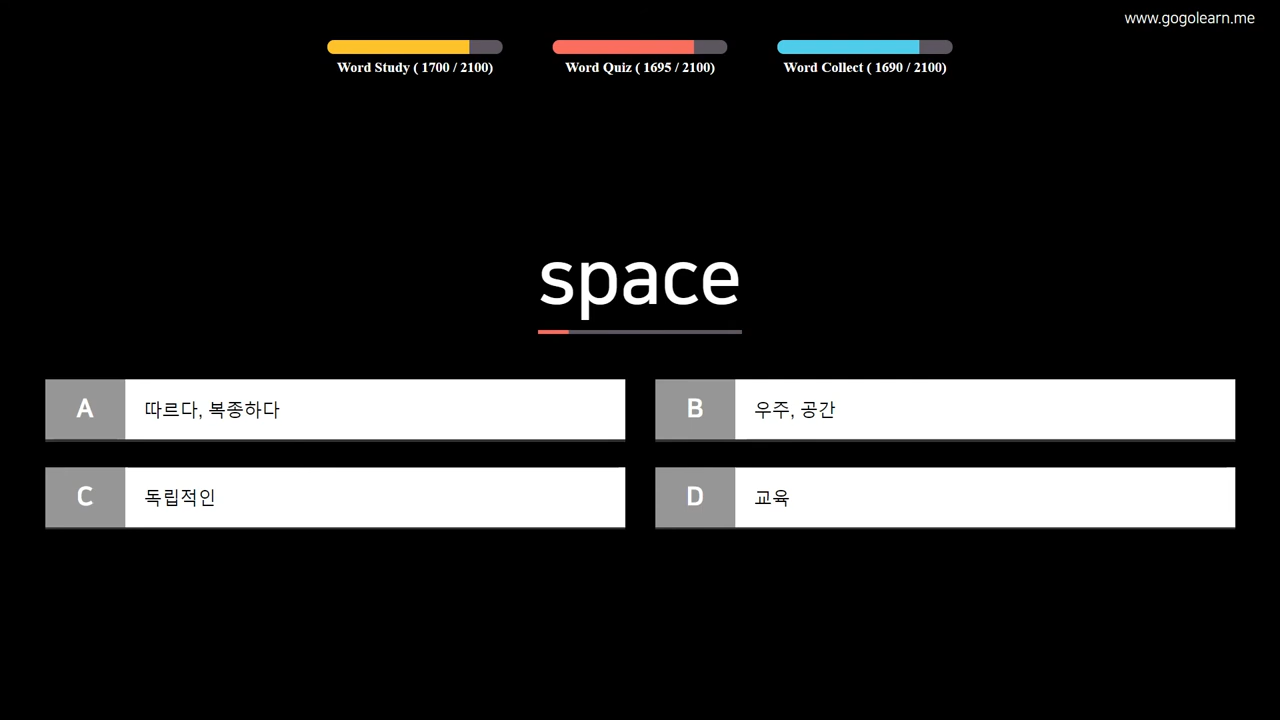 www.gogolearn.me
Word Study ( 1700 / 2100)
Word Quiz ( 1695 / 2100)
Word Collect ( 1690 / 2100)
space
A 따르다, 복종하다
B 우주, 공간
C 독립적인
D 교육